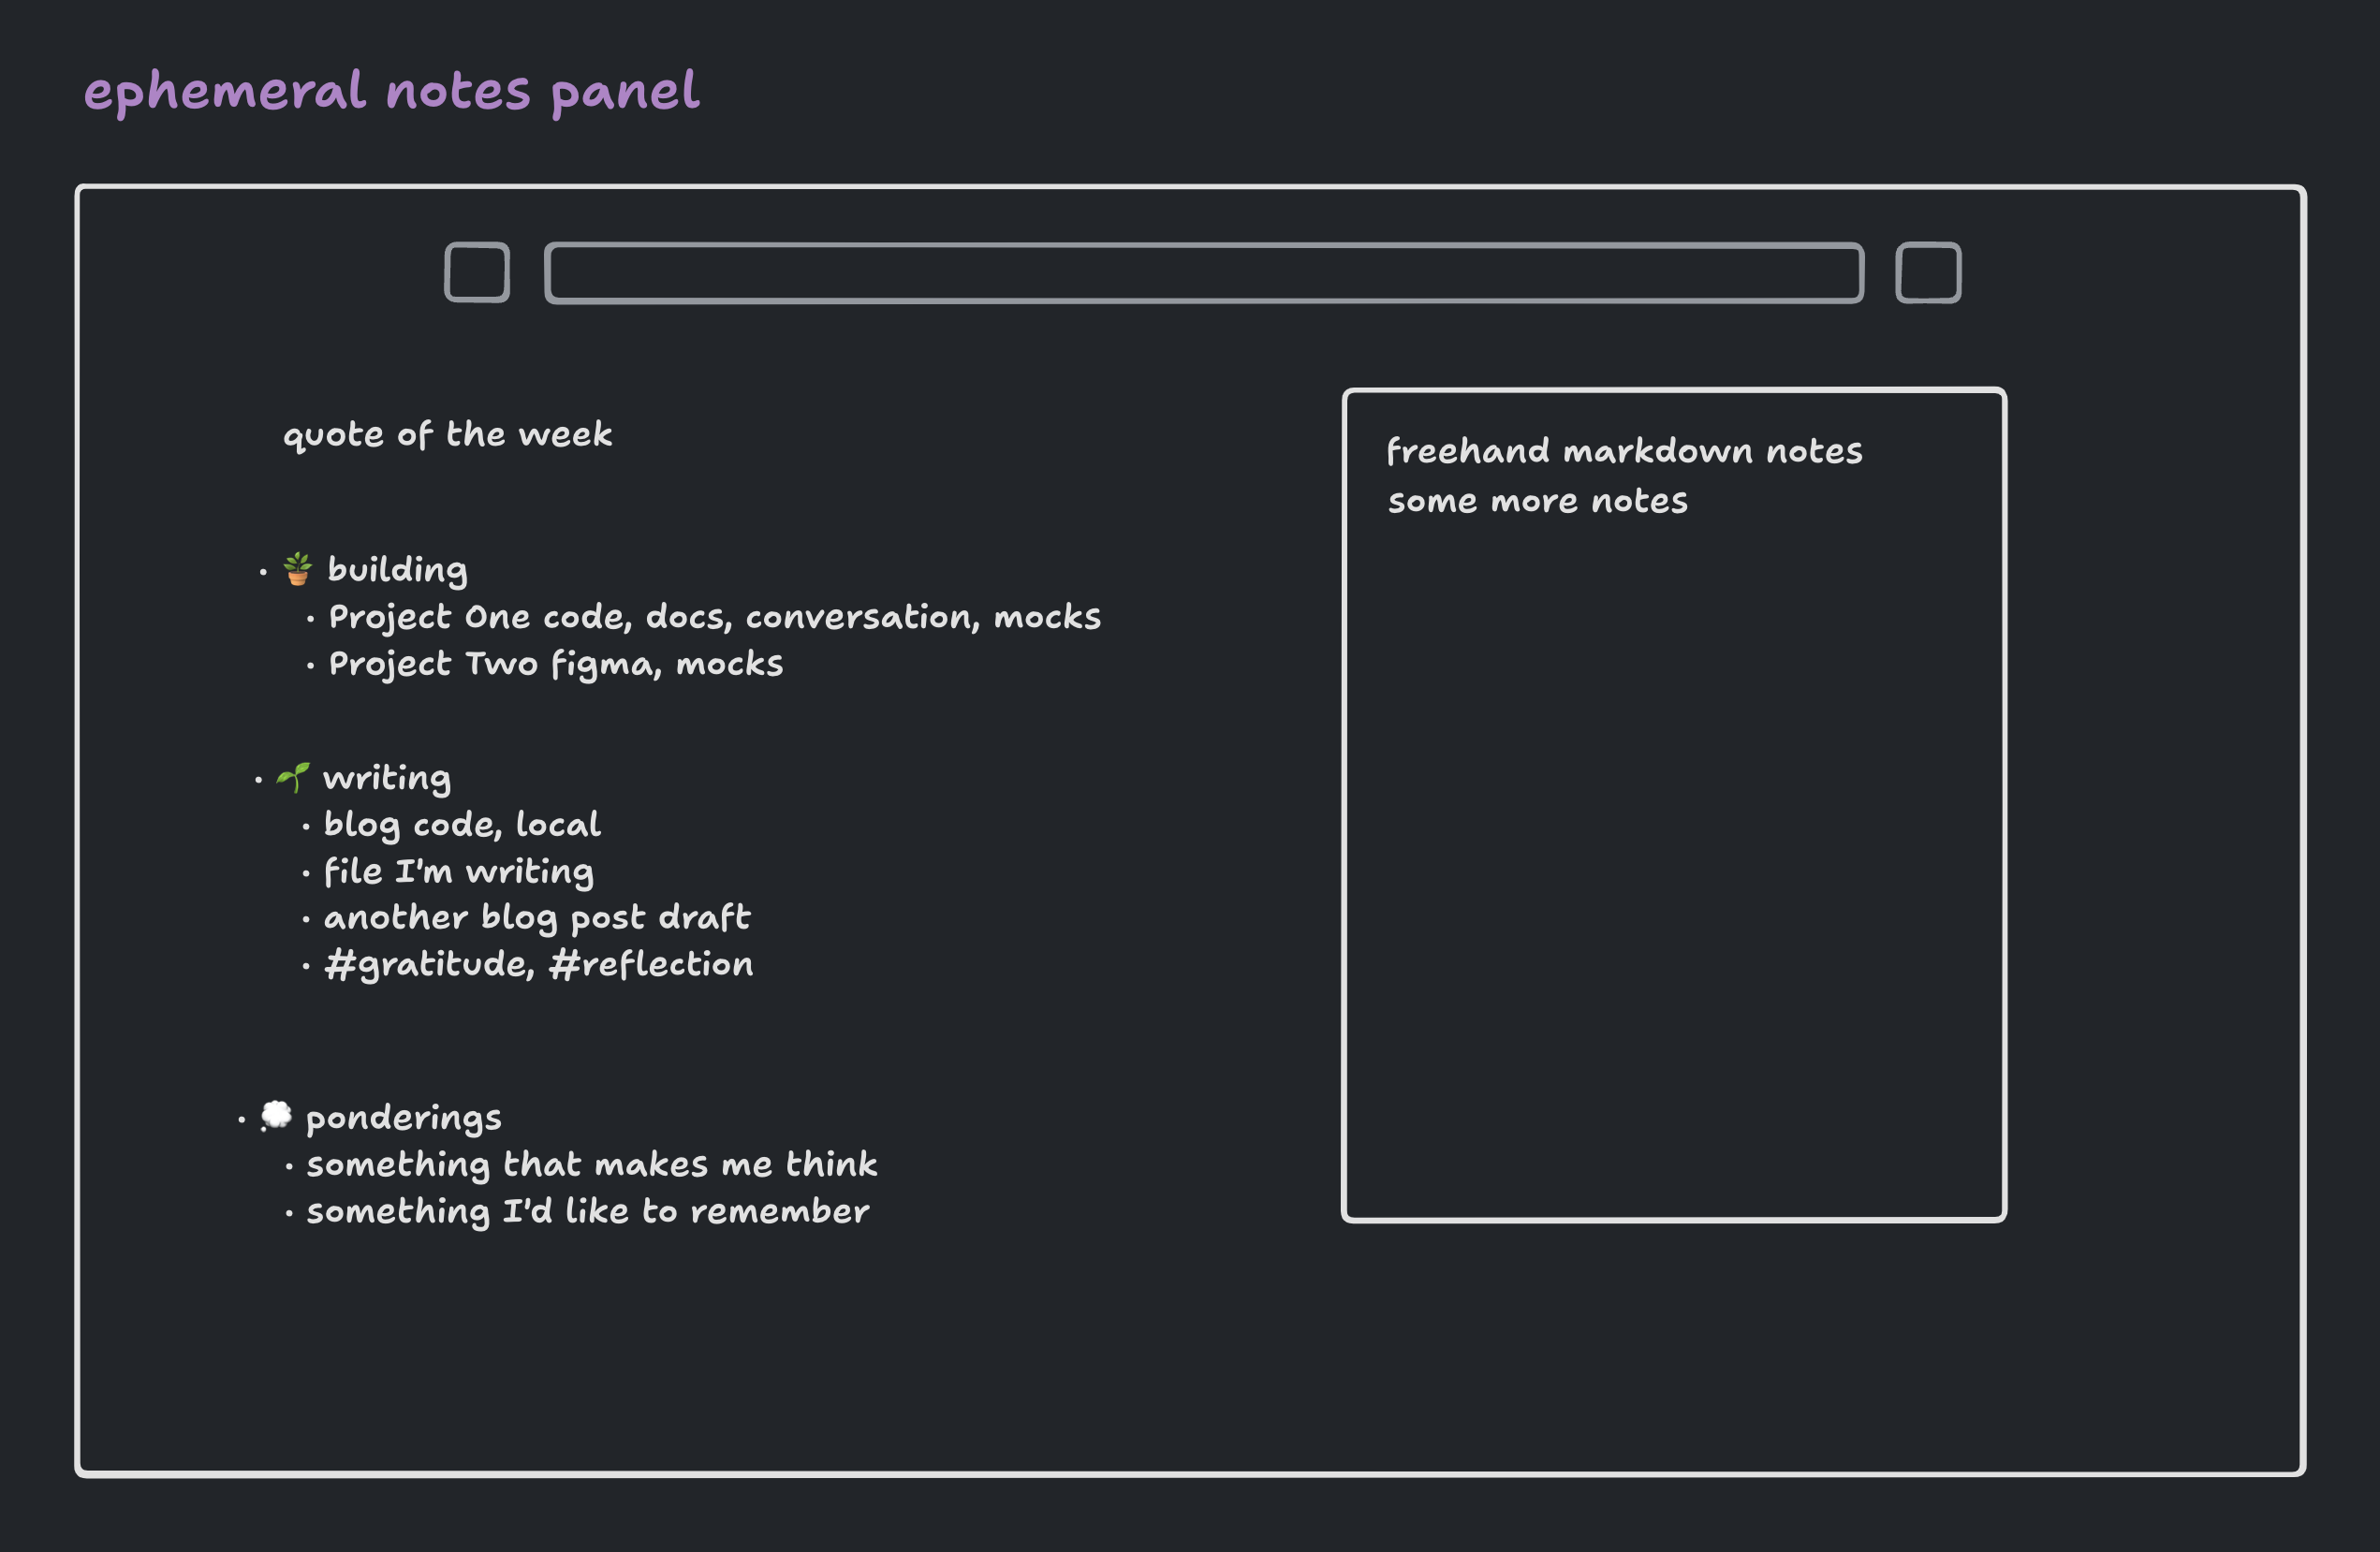 ephemeral notes panel
quote of the week
• 🪴 building
• Project One code, docs, conversation, mocks
• Project Two figma, mocks
• 🌱 writing
• blog code, local
• file I'm writing
• another blog post draft
• #gratitude, #reflection
• 💭 ponderings
• something that makes me think
• something I'd like to remember
freehand markdown notes
some more notes